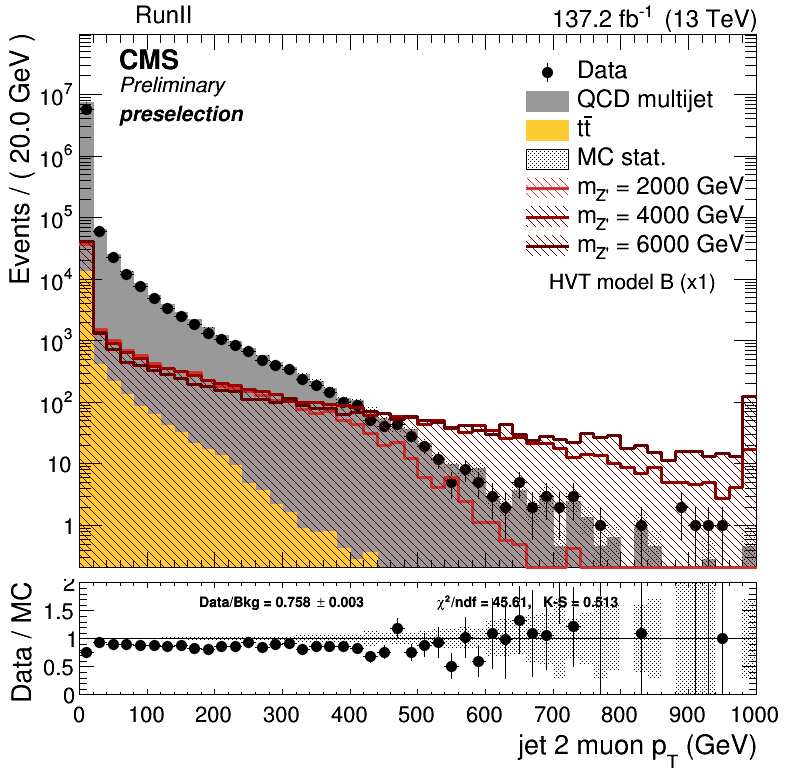 RunII 137.2 fb⁻¹ (13 TeV)
CMS
Preliminary
preselection
Data
QCD multijet
tt̄
MC stat.
m_Z' = 2000 GeV
m_Z' = 4000 GeV
m_Z' = 6000 GeV
HVT model B (x1)
Events / ( 20.0 GeV )
10⁷
10⁶
10⁵
10⁴
10³
10²
10
1
Data/Bkg = 0.758 ± 0.003 χ²/ndf = 45.61, K-S = 0.513
Data / MC
2
1.5
1
0.5
0
0 100 200 300 400 500 600 700 800 900 1000
jet 2 muon p_T (GeV)